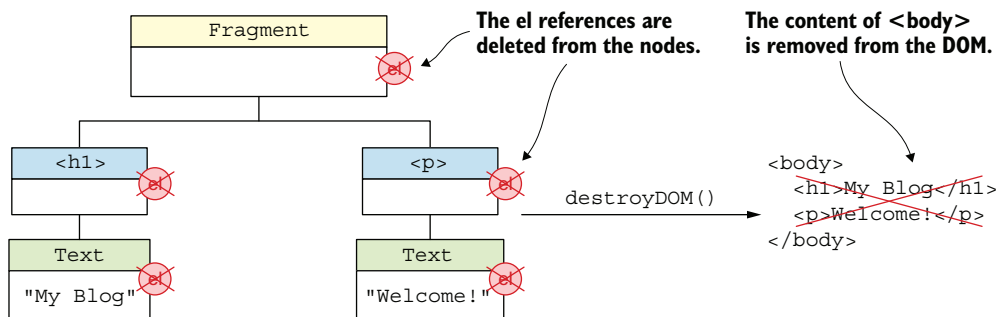 Fragment
el
The el references are
deleted from the nodes.
The content of <body>
is removed from the DOM.
<h1>
el
<p>
el
destroyDOM()
<body>
<h1>My Blog</h1>
<p>Welcome!</p>
</body>
Text
el
"My Blog"
Text
el
"Welcome!"